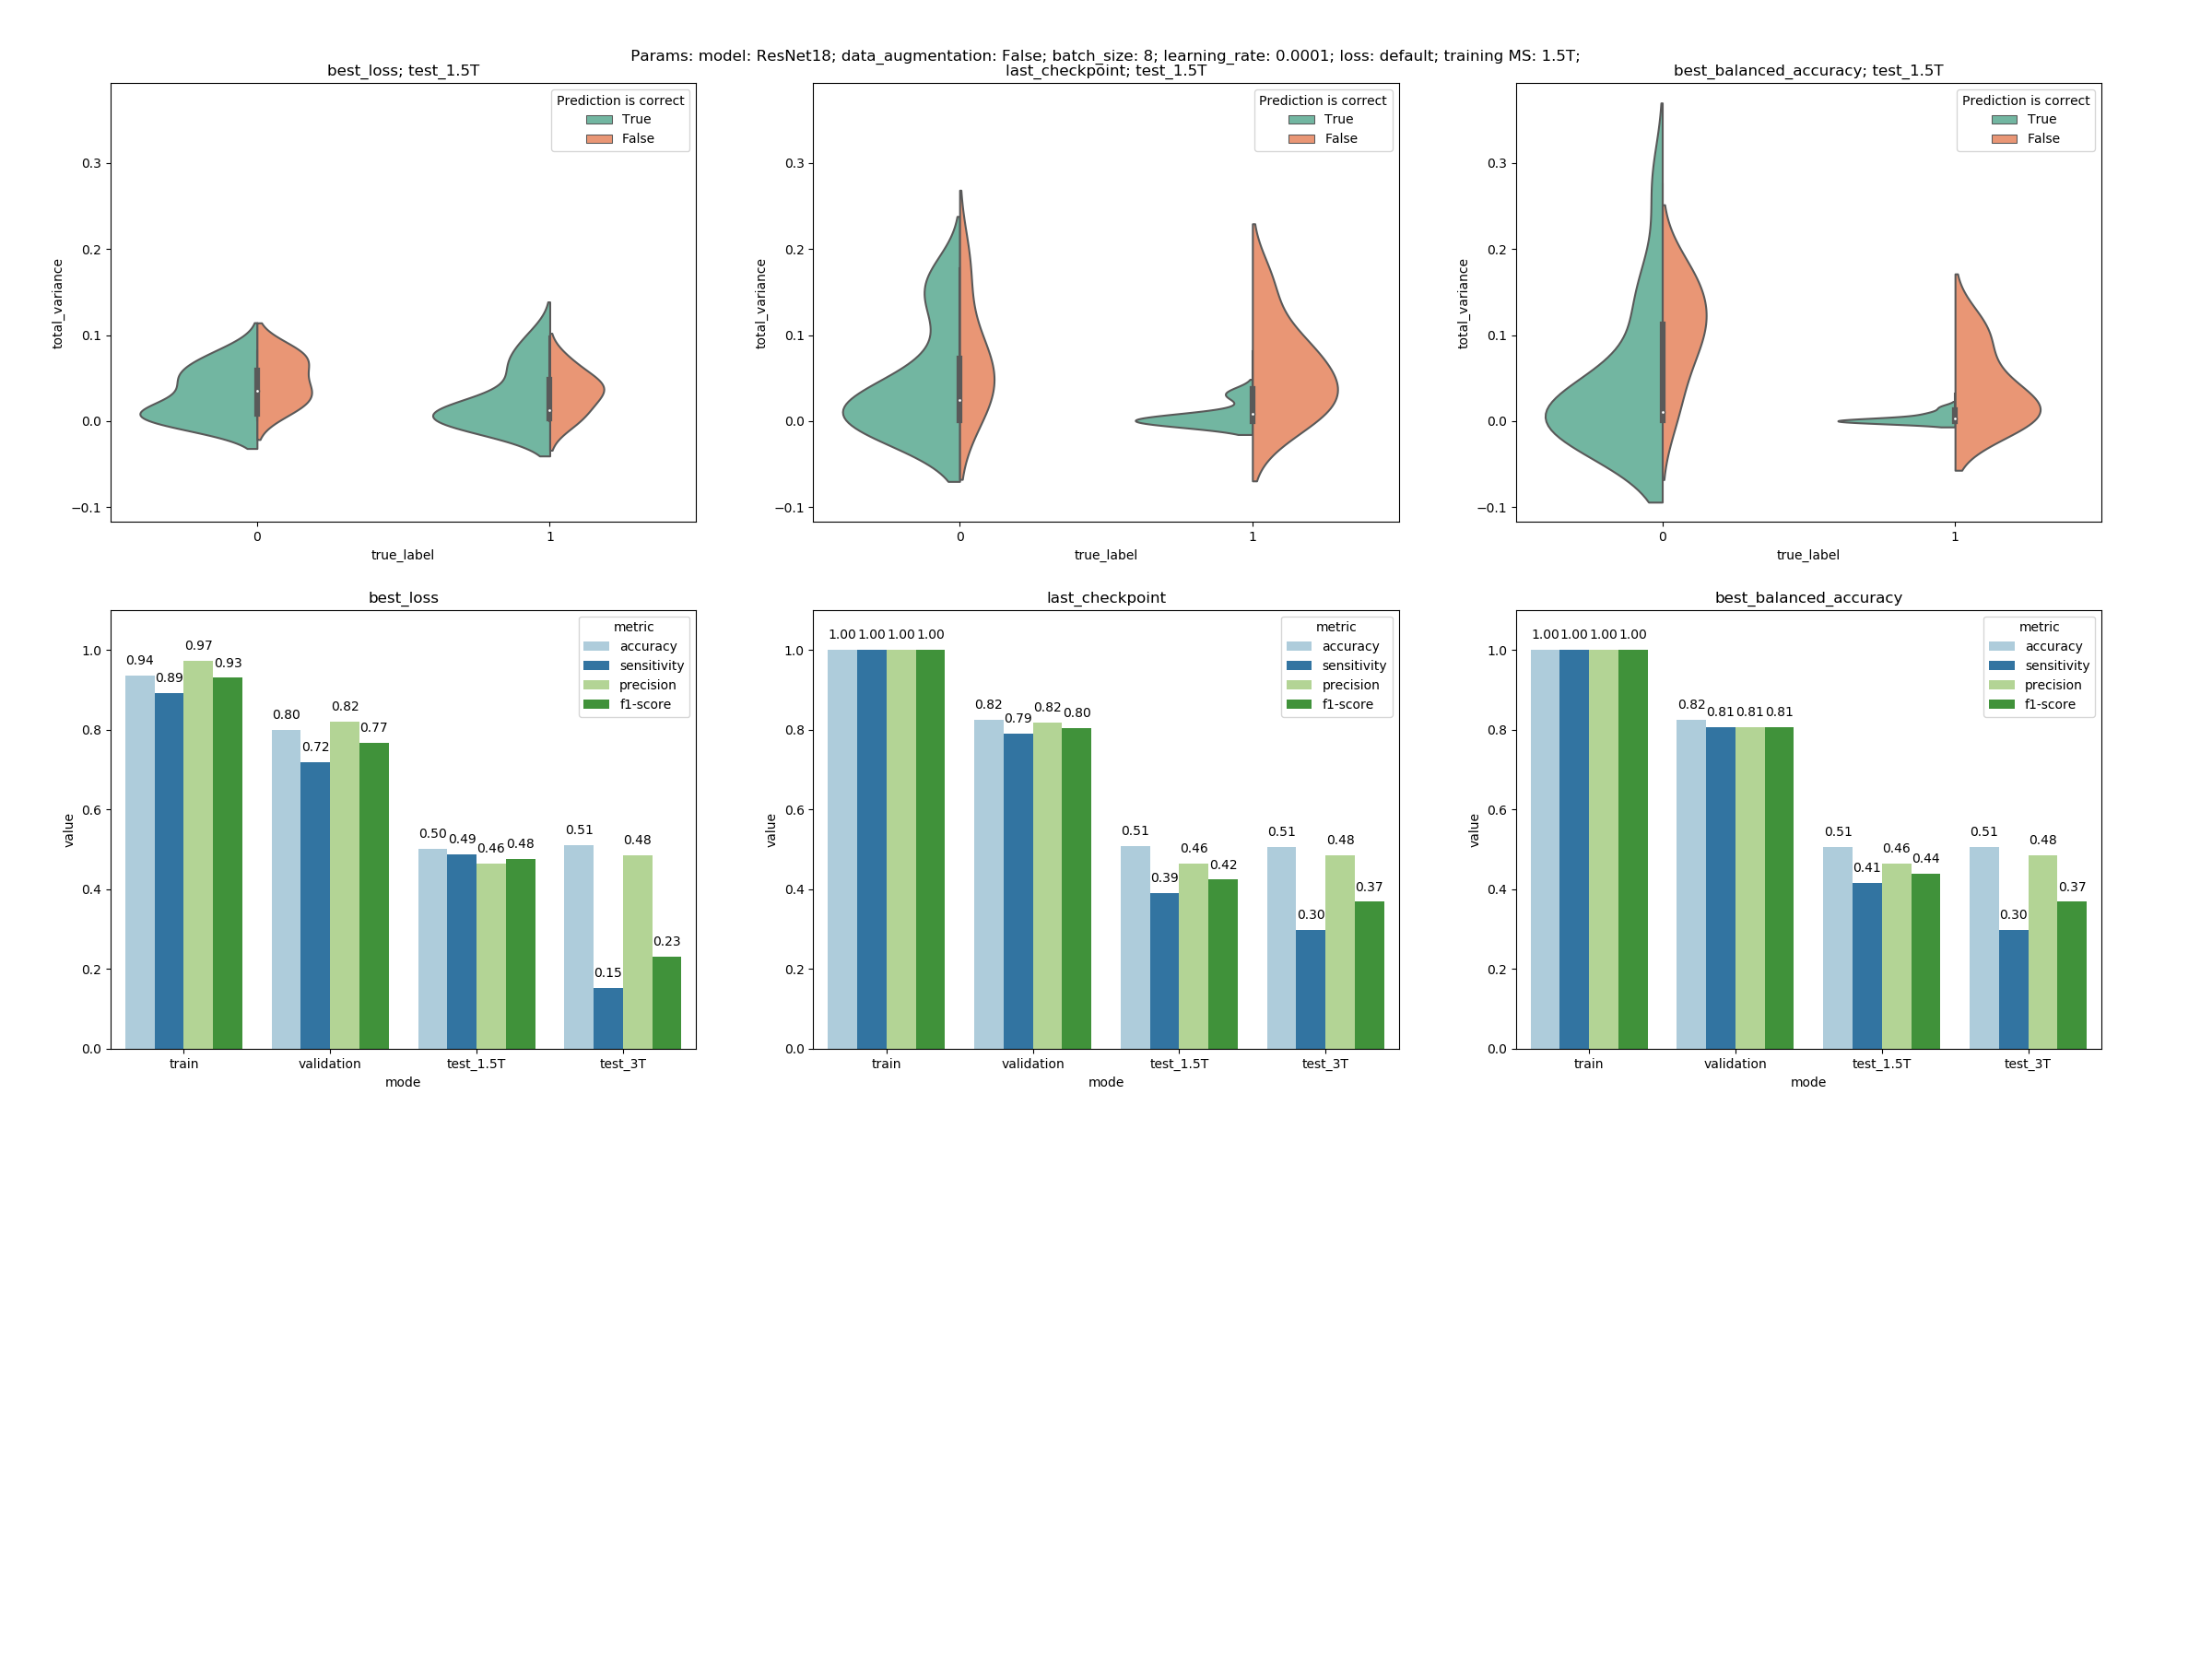 Params: model: ResNet18; data_augmentation: False; batch_size: 8; learning_rate: 0.0001; loss: default; training MS: 1.5T;
best_loss; test_1.5T
Prediction is correct
True
False
total_variance
0.3
0.2
0.1
0.0
−0.1
0 1
true_label
last_checkpoint; test_1.5T
Prediction is correct
True
False
total_variance
0.3
0.2
0.1
0.0
−0.1
0 1
true_label
best_balanced_accuracy; test_1.5T
Prediction is correct
True
False
total_variance
0.3
0.2
0.1
0.0
−0.1
0 1
true_label
best_loss
metric
accuracy
sensitivity
precision
f1-score
value
1.0
0.8
0.6
0.4
0.2
0.0
0.94 0.89 0.97 0.93
0.80 0.72 0.82 0.77
0.50 0.49 0.46 0.48
0.51 0.15 0.48 0.23
train validation test_1.5T test_3T
mode
last_checkpoint
metric
accuracy
sensitivity
precision
f1-score
value
1.0
0.8
0.6
0.4
0.2
0.0
1.00 1.00 1.00 1.00
0.82 0.79 0.82 0.80
0.51 0.39 0.46 0.42
0.51 0.30 0.48 0.37
train validation test_1.5T test_3T
mode
best_balanced_accuracy
metric
accuracy
sensitivity
precision
f1-score
value
1.0
0.8
0.6
0.4
0.2
0.0
1.00 1.00 1.00 1.00
0.82 0.81 0.81 0.81
0.51 0.41 0.46 0.44
0.51 0.30 0.48 0.37
train validation test_1.5T test_3T
mode